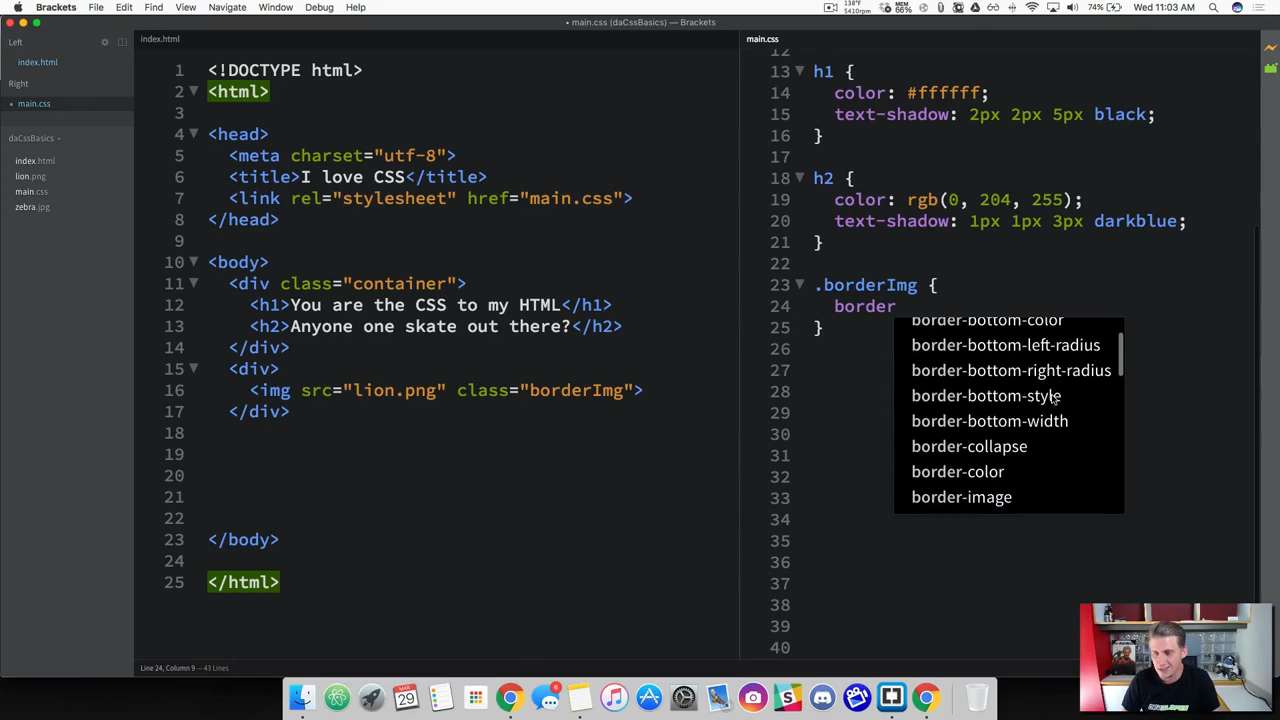 Brackets File Edit Find View Navigate Window Debug Help
138°F
5410rpm
MEM
66%
74% Wed 11:03 AM
• main.css (daCssBasics) — Brackets
Left
index.html
Right
• main.css
daCssBasics
index.html
lion.png
main.css
zebra.jpg
index.html
1 <!DOCTYPE html>
2 <html>
3
4 <head>
5 <meta charset="utf-8">
6 <title>I love CSS</title>
7 <link rel="stylesheet" href="main.css">
8 </head>
9
10 <body>
11 <div class="container">
12 <h1>You are the CSS to my HTML</h1>
13 <h2>Anyone one skate out there?</h2>
14 </div>
15 <div>
16 <img src="lion.png" class="borderImg">
17 </div>
18
19
20
21
22
23 </body>
24
25 </html>
main.css
12
13 h1 {
14 color: #ffffff;
15 text-shadow: 2px 2px 5px black;
16 }
17
18 h2 {
19 color: rgb(0, 204, 255);
20 text-shadow: 1px 1px 3px darkblue;
21 }
22
23 .borderImg {
24 border
25 }
26
27
28
29
30
31
32
33
34
35
36
37
38
39
40
border-bottom-color
border-bottom-left-radius
border-bottom-right-radius
border-bottom-style
border-bottom-width
border-collapse
border-color
border-image
Line 24, Column 9 — 43 Lines
MAR
29
6